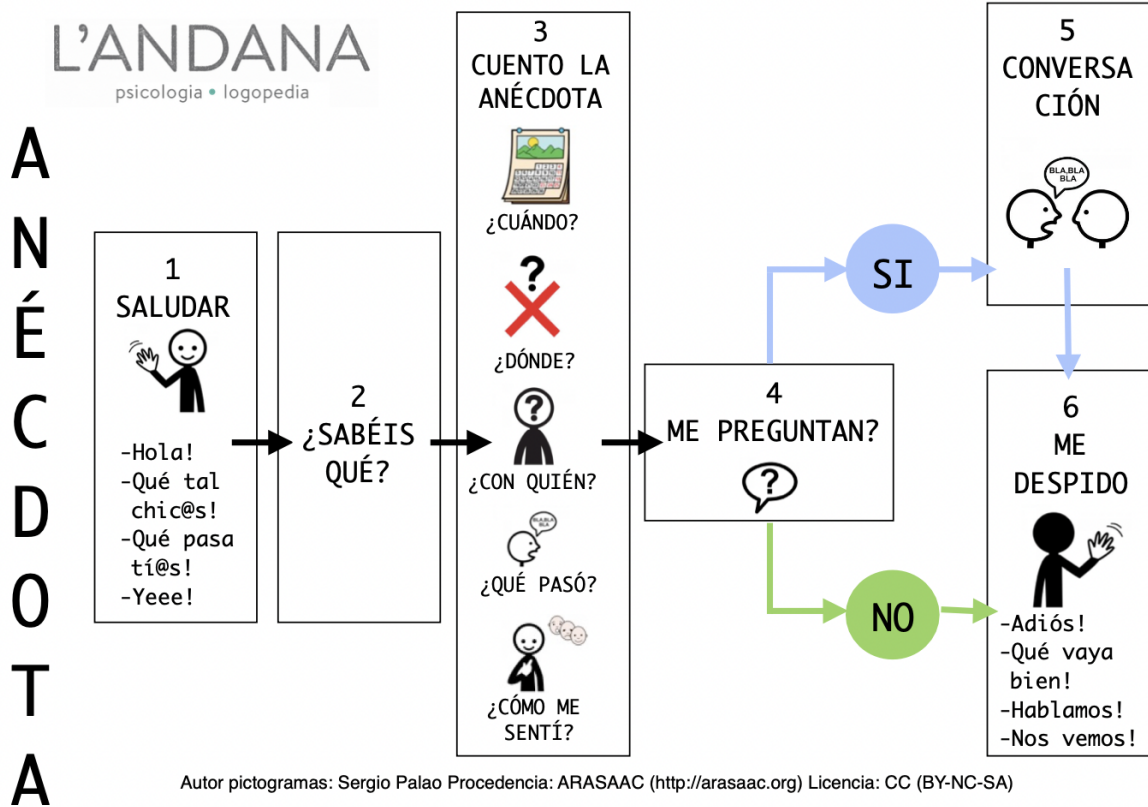 L'ANDANA
psicologia • logopedia
ANÉCDOTA
1
SALUDAR
-Hola!
-Qué tal
chic@s!
-Qué pasa
tí@s!
-Yeee!
2
¿SABÉIS
QUÉ?
3
CUENTO LA
ANÉCDOTA
¿CUÁNDO?
?
¿DÓNDE?
?
¿CON QUIÉN?
BLA,BLA
BLA
¿QUÉ PASÓ?
¿CÓMO ME
SENTÍ?
4
ME PREGUNTAN?
?
SI
NO
5
CONVERSA
CIÓN
BLA,BLA
BLA
6
ME
DESPIDO
-Adiós!
-Qué vaya
bien!
-Hablamos!
-Nos vemos!
Autor pictogramas: Sergio Palao Procedencia: ARASAAC (http://arasaac.org) Licencia: CC (BY-NC-SA)